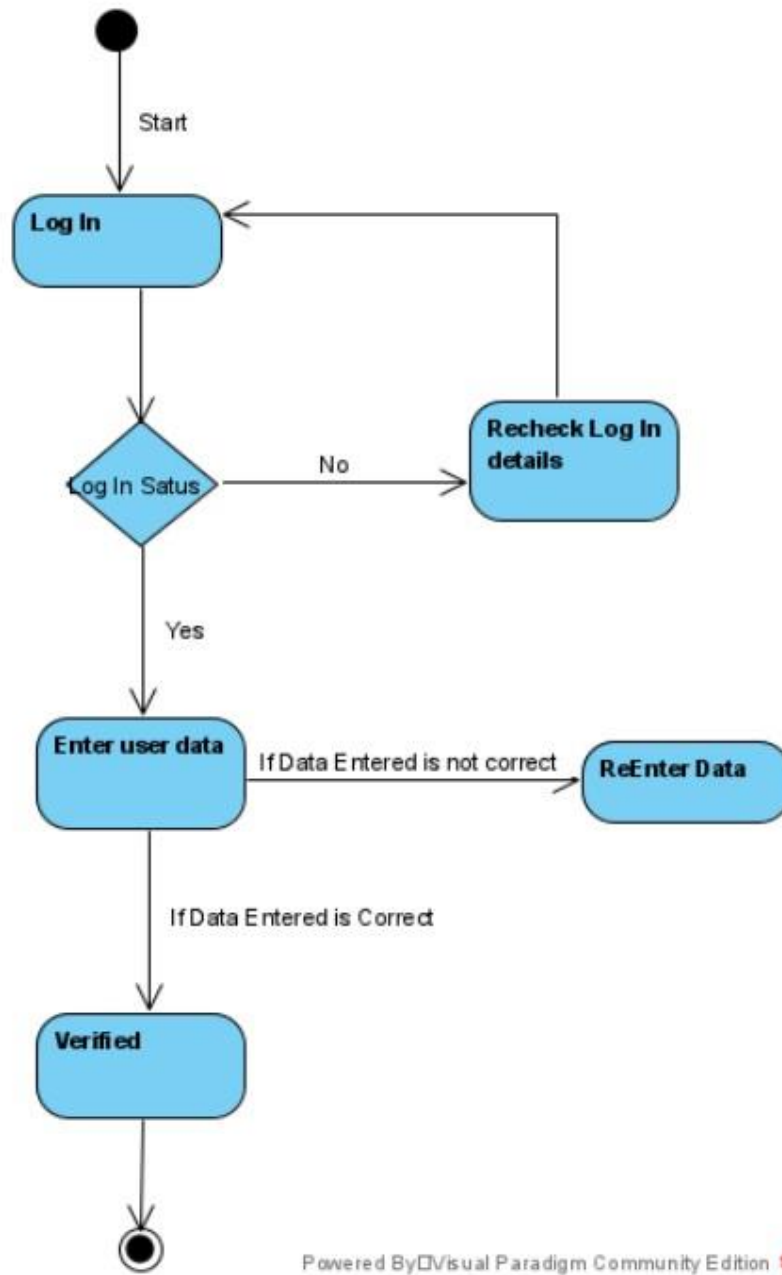 Start
Log In
Recheck Log In
details
No
Log In Satus
Yes
Enter user data
If Data Entered is not correct
ReEnter Data
If Data Entered is Correct
Verified
Powered By□Visual Paradigm Community Edition